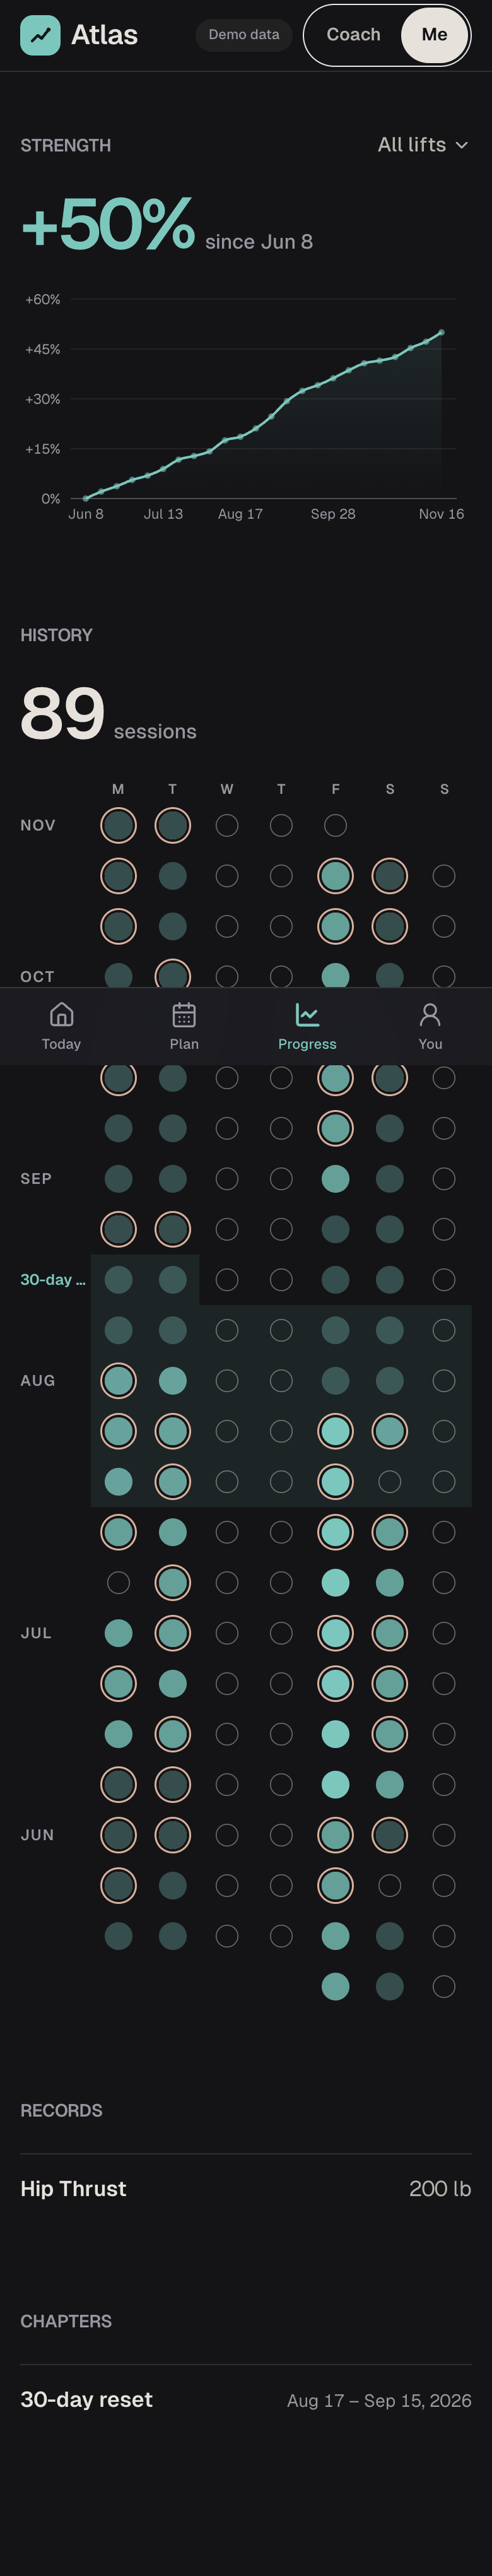 Atlas
Demo data
Coach
Me
STRENGTH
All lifts
+50% since Jun 8
+60%
+45%
+30%
+15%
0%
Jun 8 Jul 13 Aug 17 Sep 28 Nov 16
HISTORY
89 sessions
M T W T F S S
NOV
OCT
Today Plan Progress You
SEP
30-day ...
AUG
JUL
JUN
RECORDS
Hip Thrust 200 lb
CHAPTERS
30-day reset Aug 17 – Sep 15, 2026